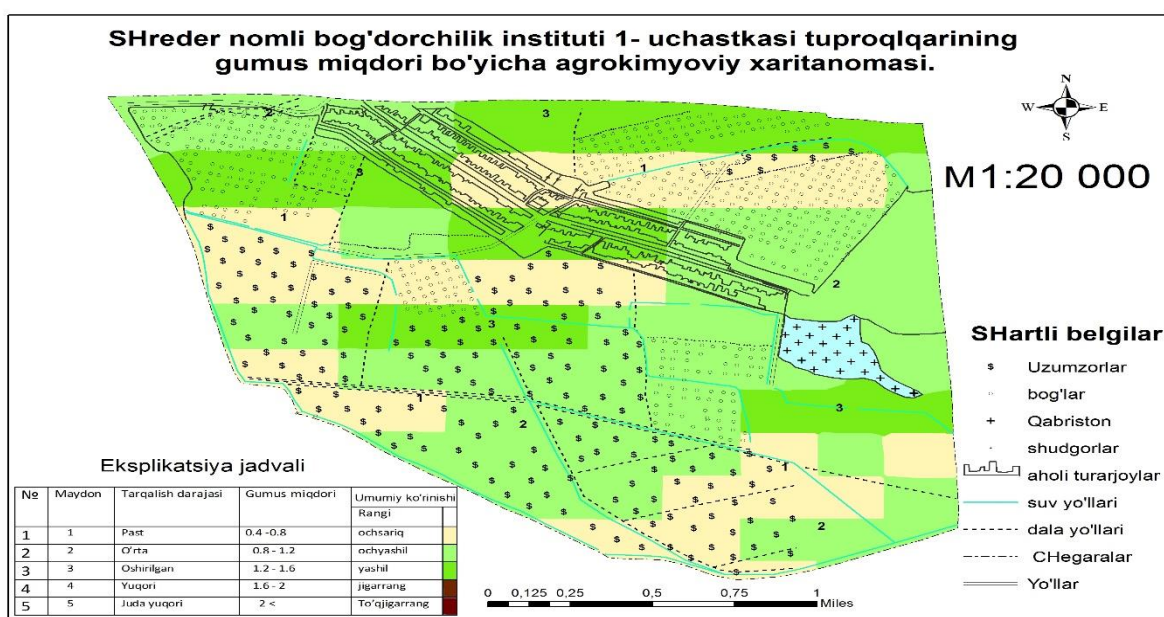 SHreder nomli bog'dorchilik instituti 1- uchastkasi tuproqlqarining
gumus miqdori bo'yicha agrokimyoviy xaritanomasi.
N
W E
S
M1:20 000
2
3
1
3
1
2
3
1
2
3
1
2
SHartli belgilar
$ Uzumzorlar
bog'lar
+ Qabriston
shudgorlar
aholi turarjoylar
suv yo'llari
dala yo'llari
CHegaralar
Yo'llar
Eksplikatsiya jadvali
№ Maydon Tarqalish darajasi Gumus miqdori Umumiy ko'rinishi
Rangi
1 1 Past 0.4 -0.8 ochsariq
2 2 O'rta 0.8 - 1.2 ochyashil
3 3 Oshirilgan 1.2 - 1.6 yashil
4 4 Yuqori 1.6 - 2 jigarrang
5 5 Juda yuqori 2 < To'qjigarrang
0 0,125 0,25 0,5 0,75 1
Miles